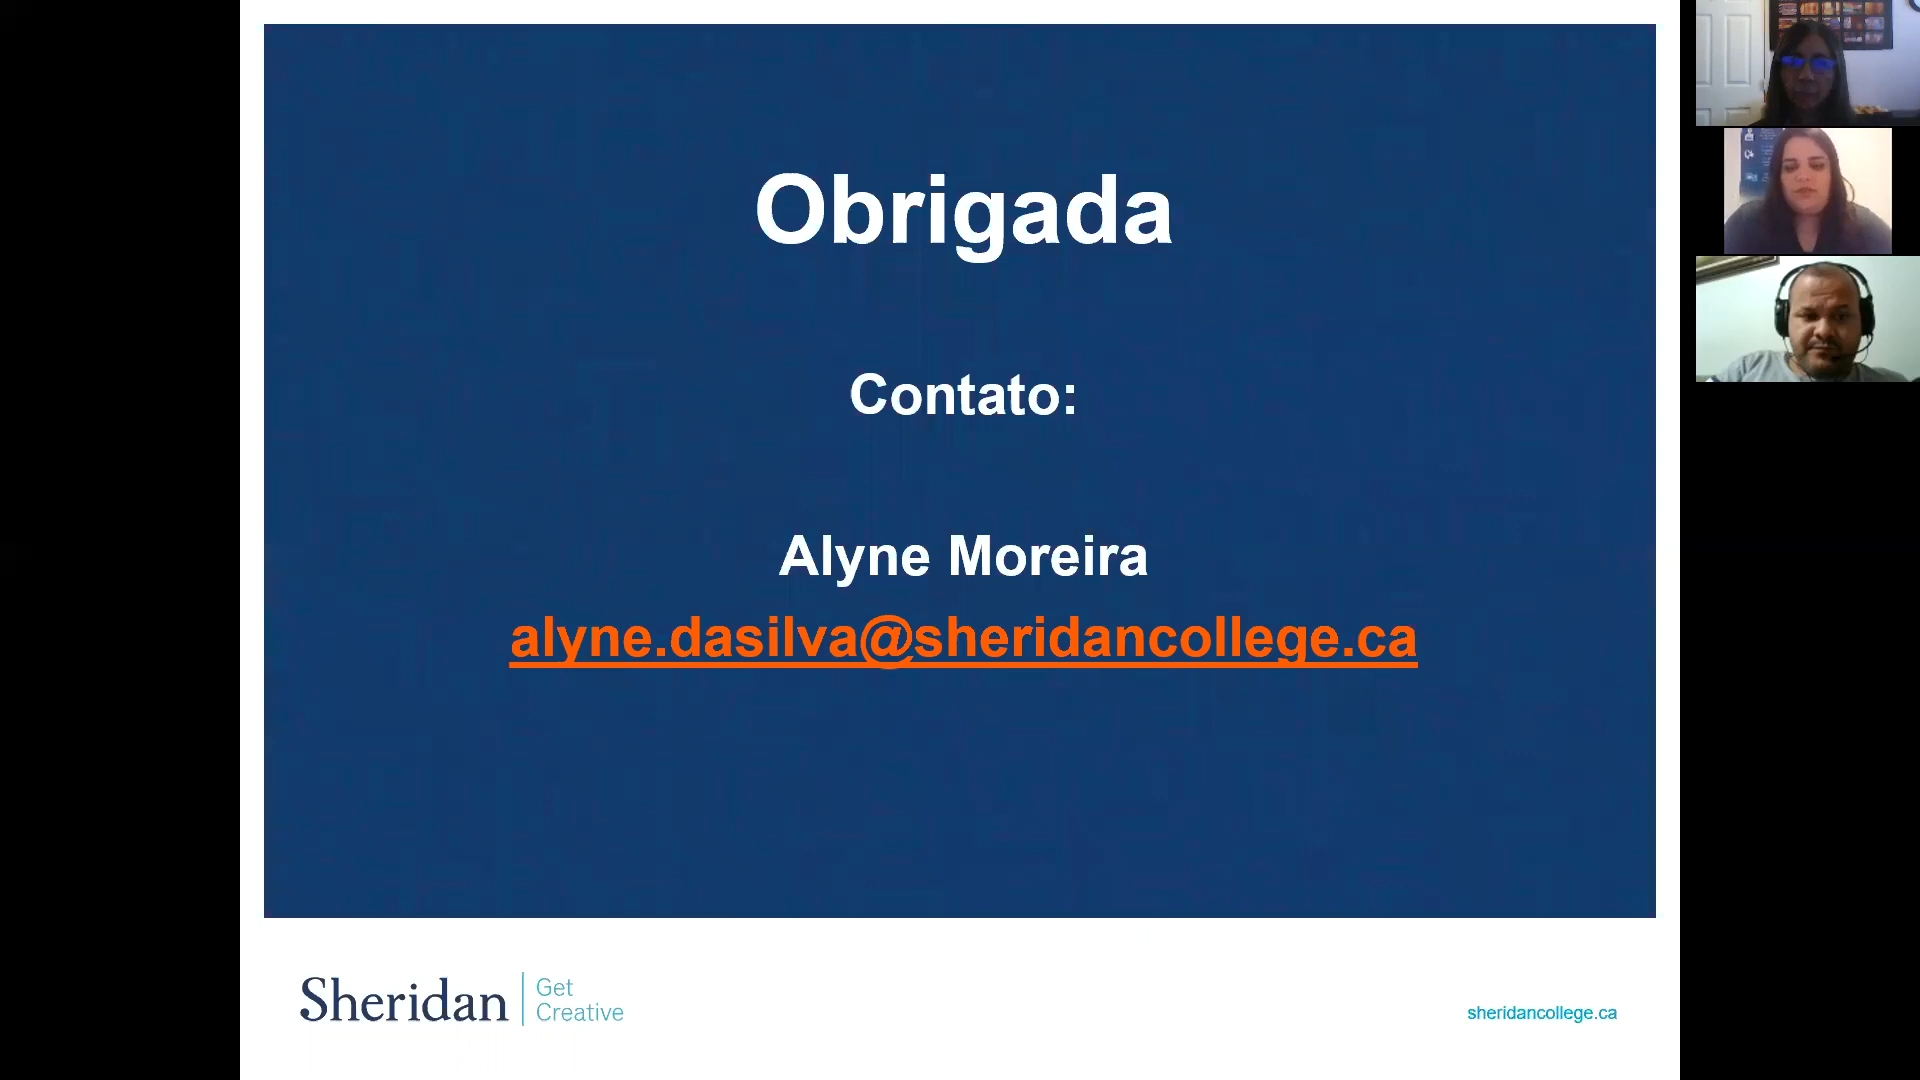 Obrigada
Contato:
Alyne Moreira
alyne.dasilva@sheridancollege.ca
Sheridan
Get
Creative
sheridancollege.ca